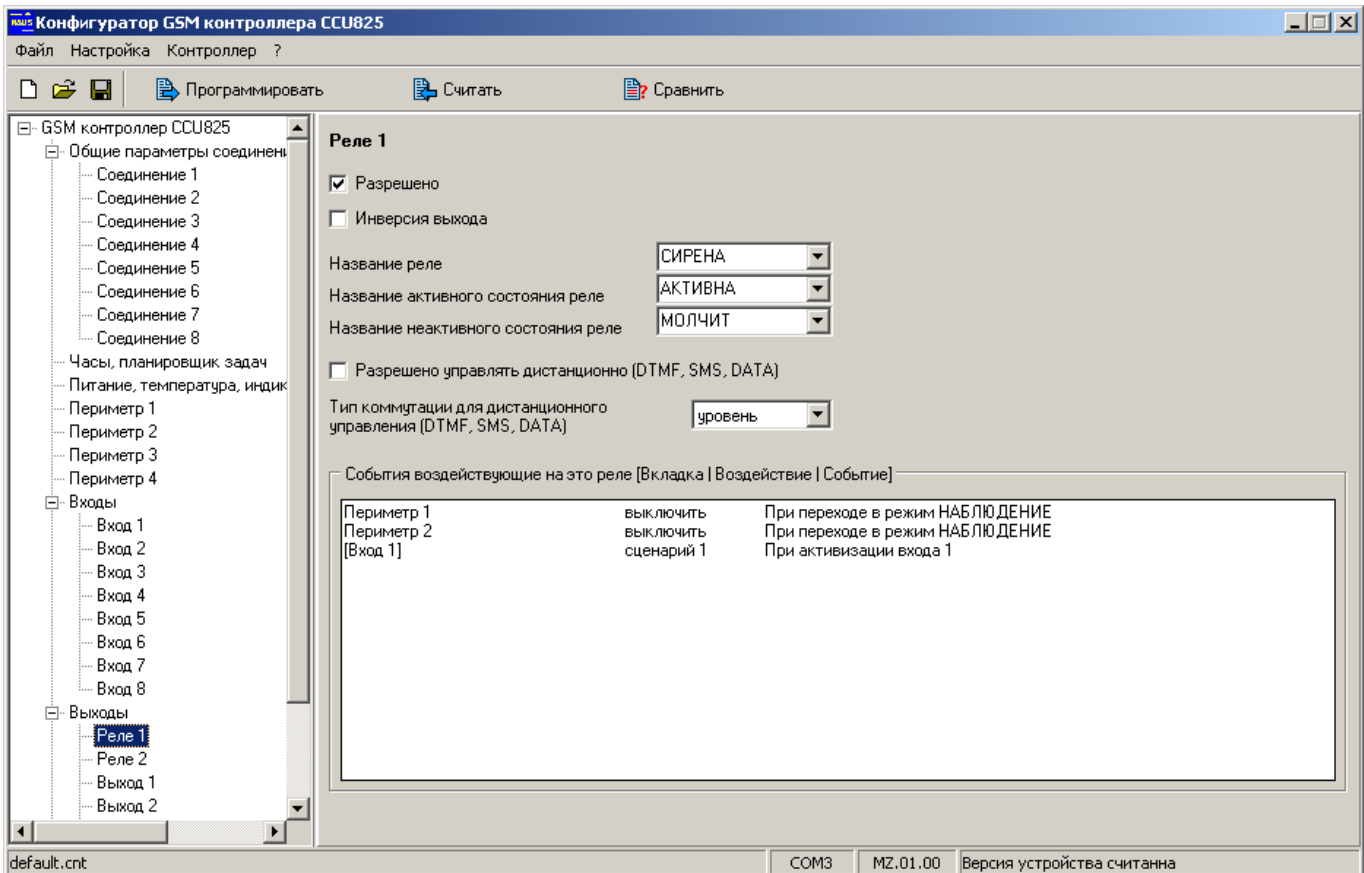 Конфигуратор GSM контроллера CCU825
Файл Настройка Контроллер ?
Программировать Считать Сравнить
GSM контроллер CCU825
Общие параметры соединени
Соединение 1
Соединение 2
Соединение 3
Соединение 4
Соединение 5
Соединение 6
Соединение 7
Соединение 8
Часы, планировщик задач
Питание, температура, индик
Периметр 1
Периметр 2
Периметр 3
Периметр 4
Входы
Вход 1
Вход 2
Вход 3
Вход 4
Вход 5
Вход 6
Вход 7
Вход 8
Выходы
Реле 1
Реле 2
Выход 1
Выход 2
Реле 1
Разрешено
Инверсия выхода
Название реле СИРЕНА
Название активного состояния реле АКТИВНА
Название неактивного состояния реле МОЛЧИТ
Разрешено управлять дистанционно (DTMF, SMS, DATA)
Тип коммутации для дистанционного
управления (DTMF, SMS, DATA) уровень
События воздействующие на это реле [Вкладка | Воздействие | Событие]
Периметр 1 выключить При переходе в режим НАБЛЮДЕНИЕ
Периметр 2 выключить При переходе в режим НАБЛЮДЕНИЕ
[Вход 1] сценарий 1 При активизации входа 1
default.cnt COM3 MZ.01.00 Версия устройства считанна